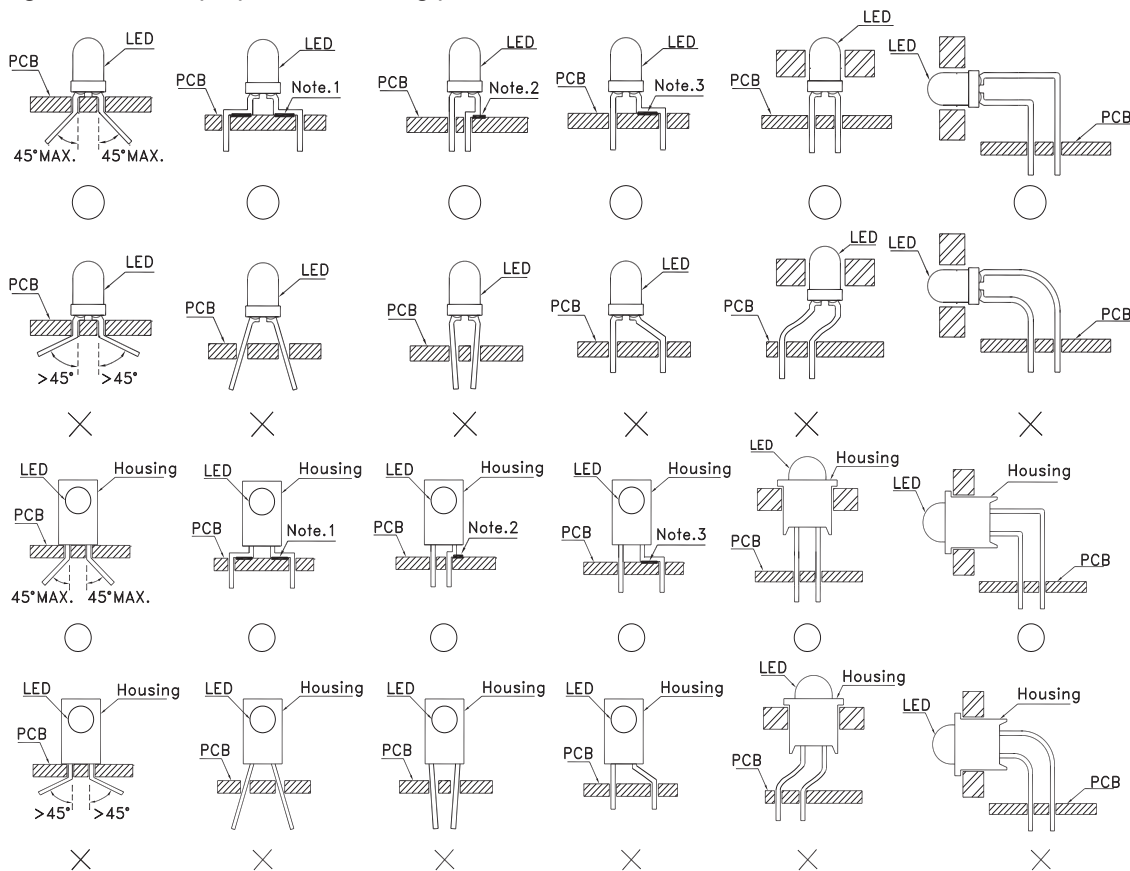 LED
PCB
45°MAX. 45°MAX.
LED
PCB
Note.1
LED
PCB
Note.2
LED
PCB
Note.3
LED
PCB
LED
PCB
LED
PCB
>45° >45°
LED
PCB
LED
PCB
LED
PCB
LED
PCB
LED
PCB
LED Housing
PCB
45°MAX. 45°MAX.
LED Housing
PCB Note.1
LED Housing
PCB Note.2
LED Housing
PCB Note.3
LED
Housing
PCB
Housing
LED
PCB
LED Housing
PCB
>45° >45°
LED Housing
PCB
LED Housing
PCB
LED Housing
PCB
LED
Housing
PCB
Housing
LED
PCB